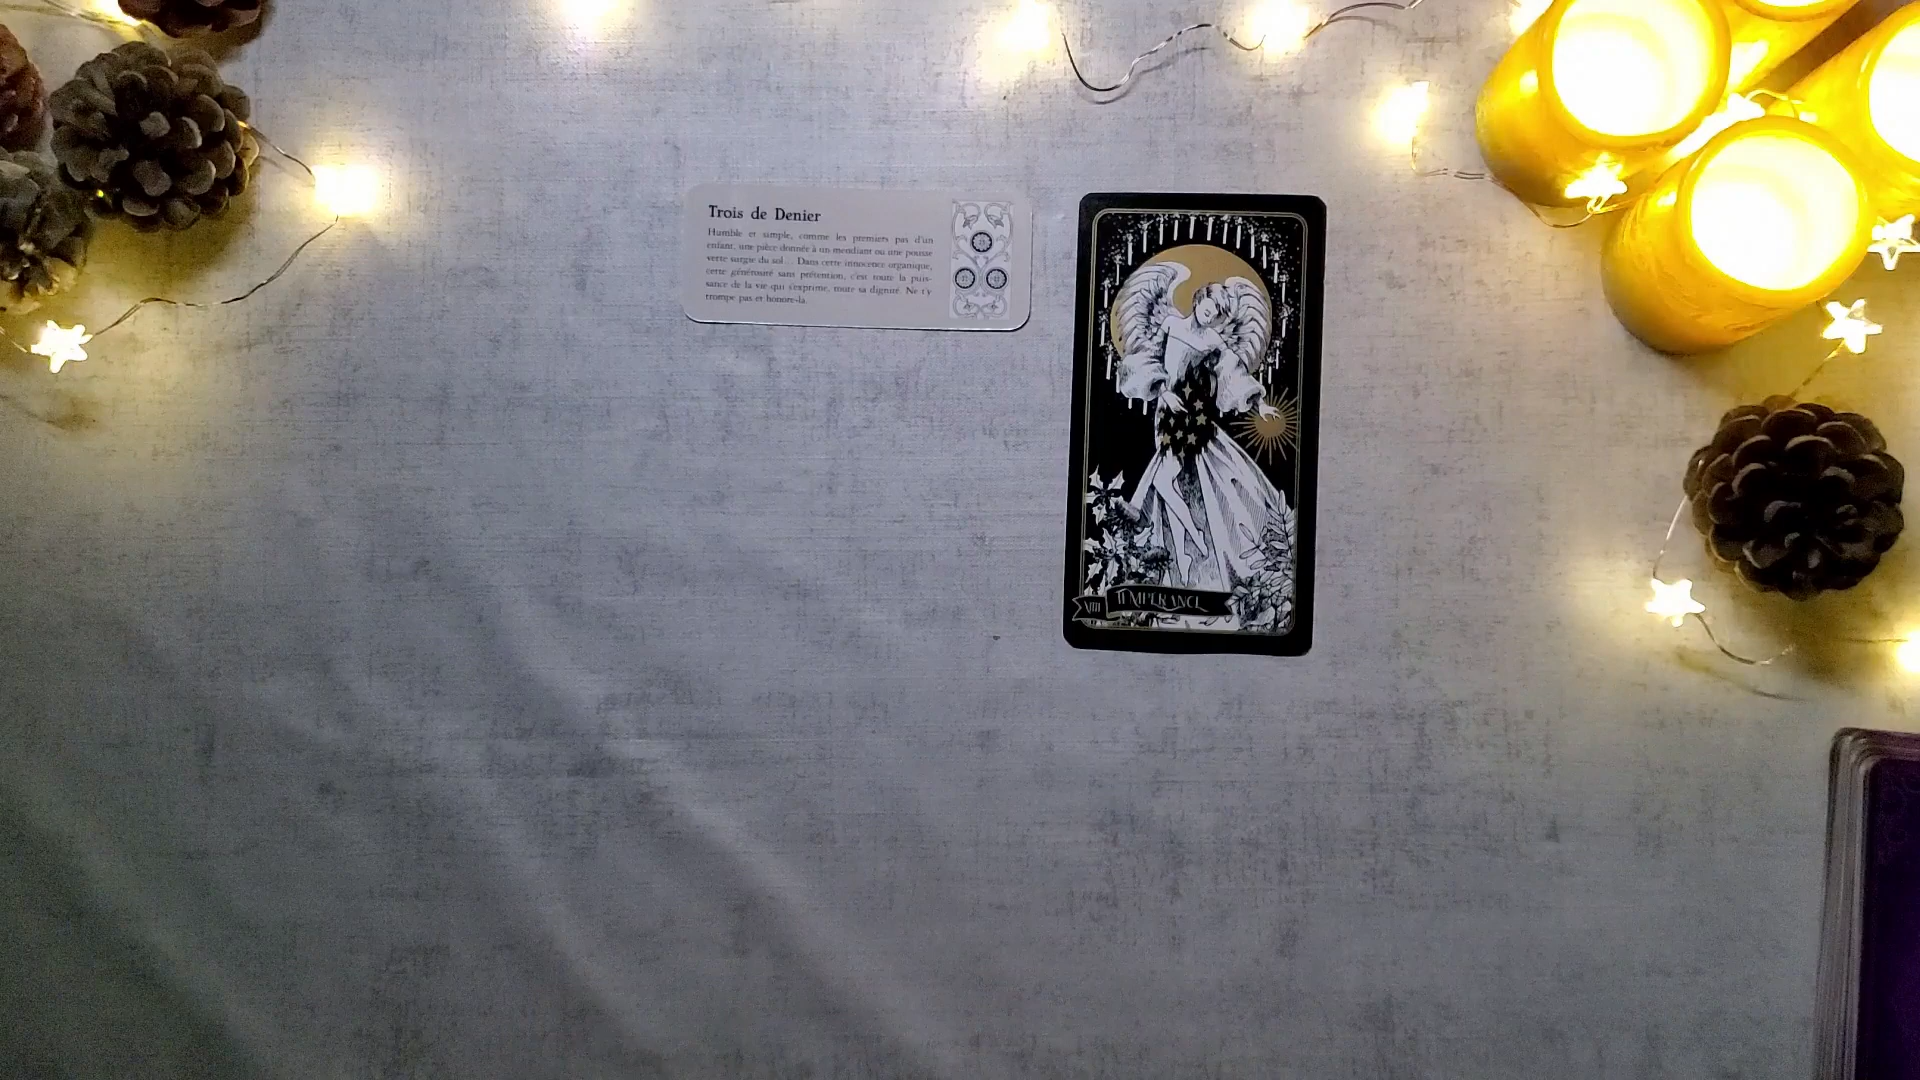 Trois de Denier
Humble et simple, comme les premiers pas d'un
enfant, une pièce donnée à un mendiant ou une pousse
verte surgie du sol... Dans cette innocence organique,
cette générosité sans prétention, c'est toute la puis-
sance de la vie qui s'exprime, toute sa dignité. Ne t'y
trompe pas et honore-la.
XIIII TEMPERANCE